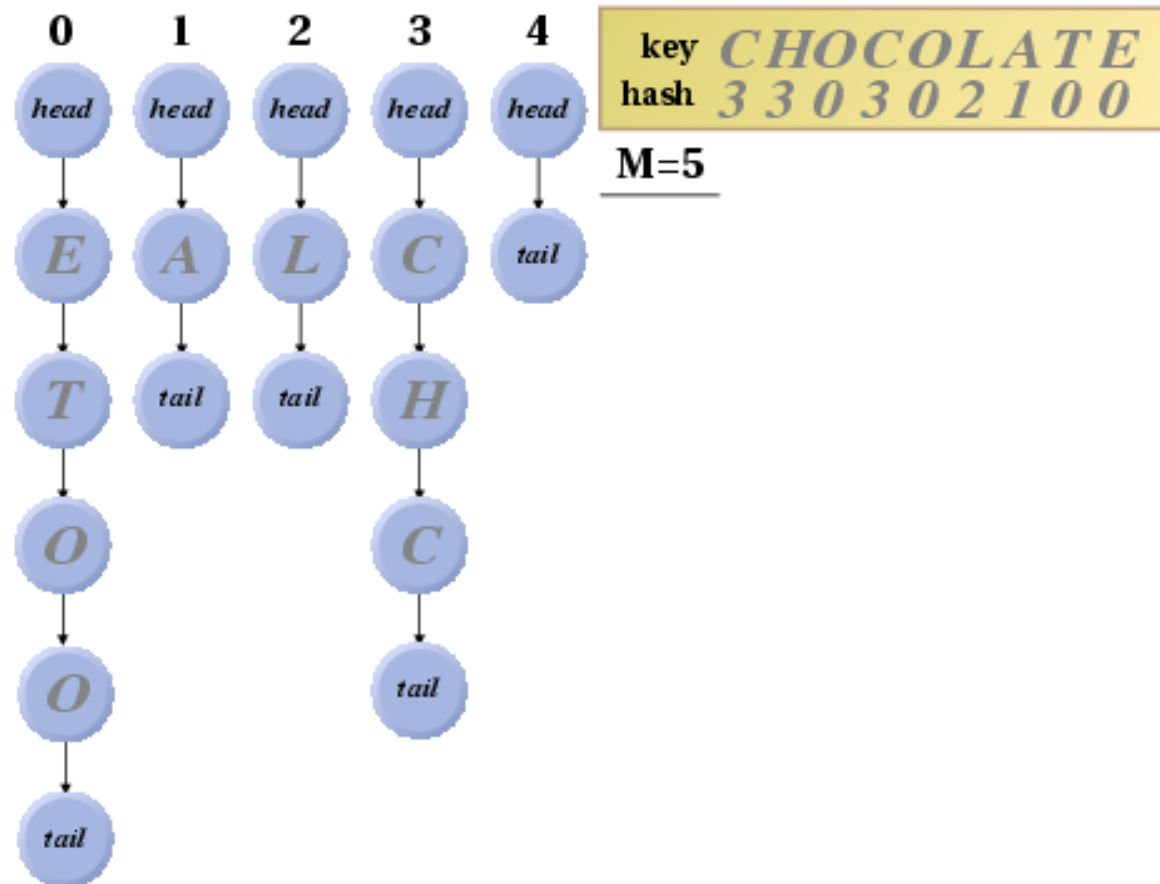 0 1 2 3 4
key C H O C O L A T E
hash 3 3 0 3 0 2 1 0 0
M=5
head head head head head
E A L C tail
T tail tail H
O C
O tail
tail